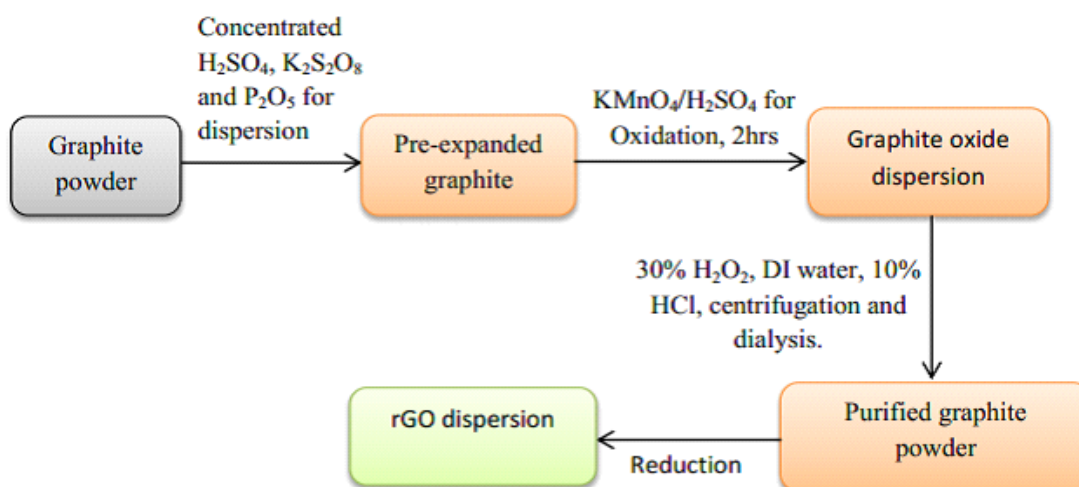 Graphite
powder
Concentrated
H₂SO₄, K₂S₂O₈
and P₂O₅ for
dispersion
Pre-expanded
graphite
KMnO₄/H₂SO₄ for
Oxidation, 2hrs
Graphite oxide
dispersion
30% H₂O₂, DI water, 10%
HCl, centrifugation and
dialysis.
Purified graphite
powder
Reduction
rGO dispersion